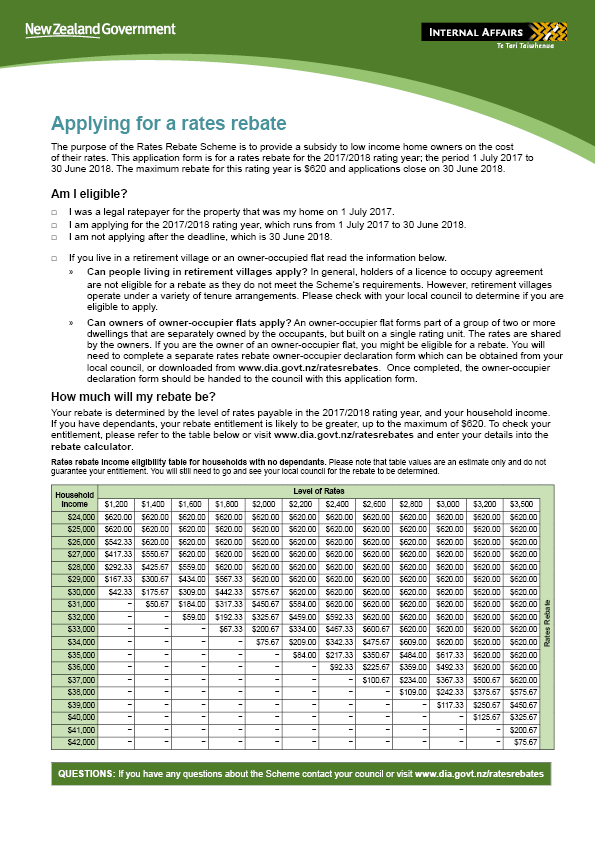 New Zealand Government
INTERNAL AFFAIRS
Te Tari Taiwhenua
Applying for a rates rebate
The purpose of the Rates Rebate Scheme is to provide a subsidy to low income home owners on the cost
of their rates. This application form is for a rates rebate for the 2017/2018 rating year; the period 1 July 2017 to
30 June 2018. The maximum rebate for this rating year is $620 and applications close on 30 June 2018.
Am I eligible?
□ I was a legal ratepayer for the property that was my home on 1 July 2017.
□ I am applying for the 2017/2018 rating year, which runs from 1 July 2017 to 30 June 2018.
□ I am not applying after the deadline, which is 30 June 2018.
□ If you live in a retirement village or an owner-occupied flat read the information below.
» Can people living in retirement villages apply? In general, holders of a licence to occupy agreement
are not eligible for a rebate as they do not meet the Scheme's requirements. However, retirement villages
operate under a variety of tenure arrangements. Please check with your local council to determine if you are
eligible to apply.
» Can owners of owner-occupier flats apply? An owner-occupier flat forms part of a group of two or more
dwellings that are separately owned by the occupants, but built on a single rating unit. The rates are shared
by the owners. If you are the owner of an owner-occupier flat, you might be eligible for a rebate. You will
need to complete a separate rates rebate owner-occupier declaration form which can be obtained from your
local council, or downloaded from www.dia.govt.nz/ratesrebates. Once completed, the owner-occupier
declaration form should be handed to the council with this application form.
How much will my rebate be?
Your rebate is determined by the level of rates payable in the 2017/2018 rating year, and your household income.
If you have dependants, your rebate entitlement is likely to be greater, up to the maximum of $620. To check your
entitlement, please refer to the table below or visit www.dia.govt.nz/ratesrebates and enter your details into the
rebate calculator.
Rates rebate income eligibility table for households with no dependants. Please note that table values are an estimate only and do not
guarantee your entitlement. You will still need to go and see your local council for the rebate to be determined.
Household Income
Level of Rates
$1,200 $1,400 $1,600 $1,800 $2,000 $2,200 $2,400 $2,600 $2,800 $3,000 $3,200 $3,500
$24,000 $620.00 $620.00 $620.00 $620.00 $620.00 $620.00 $620.00 $620.00 $620.00 $620.00 $620.00 $620.00
$25,000 $620.00 $620.00 $620.00 $620.00 $620.00 $620.00 $620.00 $620.00 $620.00 $620.00 $620.00 $620.00
$26,000 $542.33 $620.00 $620.00 $620.00 $620.00 $620.00 $620.00 $620.00 $620.00 $620.00 $620.00 $620.00
$27,000 $417.33 $550.67 $620.00 $620.00 $620.00 $620.00 $620.00 $620.00 $620.00 $620.00 $620.00 $620.00
$28,000 $292.33 $425.67 $559.00 $620.00 $620.00 $620.00 $620.00 $620.00 $620.00 $620.00 $620.00 $620.00
$29,000 $167.33 $300.67 $434.00 $567.33 $620.00 $620.00 $620.00 $620.00 $620.00 $620.00 $620.00 $620.00
$30,000 $42.33 $175.67 $309.00 $442.33 $575.67 $620.00 $620.00 $620.00 $620.00 $620.00 $620.00 $620.00
$31,000 – $50.67 $184.00 $317.33 $450.67 $584.00 $620.00 $620.00 $620.00 $620.00 $620.00 $620.00
$32,000 – – $59.00 $192.33 $325.67 $459.00 $592.33 $620.00 $620.00 $620.00 $620.00 $620.00
$33,000 – – – $67.33 $200.67 $334.00 $467.33 $600.67 $620.00 $620.00 $620.00 $620.00
$34,000 – – – – $75.67 $209.00 $342.33 $475.67 $609.00 $620.00 $620.00 $620.00
$35,000 – – – – – $84.00 $217.33 $350.67 $484.00 $617.33 $620.00 $620.00
$36,000 – – – – – – $92.33 $225.67 $359.00 $492.33 $620.00 $620.00
$37,000 – – – – – – – $100.67 $234.00 $367.33 $500.67 $620.00
$38,000 – – – – – – – – $109.00 $242.33 $375.67 $575.67
$39,000 – – – – – – – – – $117.33 $250.67 $450.67
$40,000 – – – – – – – – – – $125.67 $325.67
$41,000 – – – – – – – – – – – $200.67
$42,000 – – – – – – – – – – – $75.67
Rates Rebate
QUESTIONS: If you have any questions about the Scheme contact your council or visit www.dia.govt.nz/ratesrebates